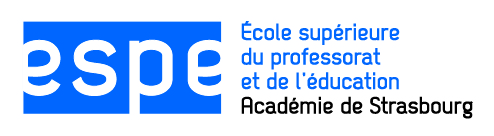 espe
École supérieure
du professorat
et de l'éducation
Académie de Strasbourg